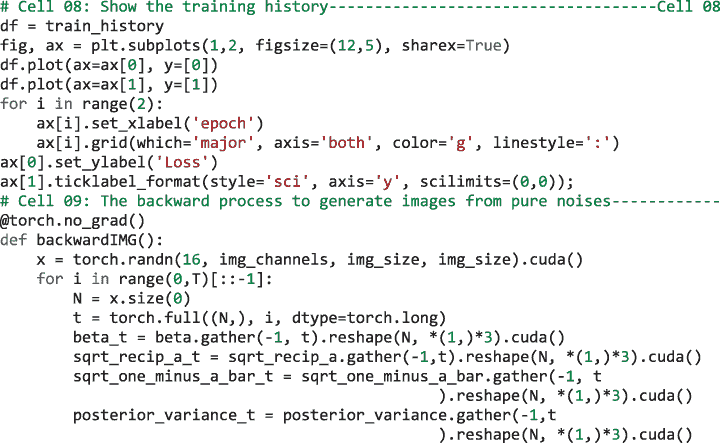 # Cell 08: Show the training history------------------------------------Cell 08
df = train_history
fig, ax = plt.subplots(1,2, figsize=(12,5), sharex=True)
df.plot(ax=ax[0], y=[0])
df.plot(ax=ax[1], y=[1])
for i in range(2):
    ax[i].set_xlabel('epoch')
    ax[i].grid(which='major', axis='both', color='g', linestyle=':')
ax[0].set_ylabel('Loss')
ax[1].ticklabel_format(style='sci', axis='y', scilimits=(0,0));
# Cell 09: The backward process to generate images from pure noises------------
@torch.no_grad()
def backwardIMG():
    x = torch.randn(16, img_channels, img_size, img_size).cuda()
    for i in range(0,T)[::-1]:
        N = x.size(0)
        t = torch.full((N,), i, dtype=torch.long)
        beta_t = beta.gather(-1, t).reshape(N, *(1,)*3).cuda()
        sqrt_recip_a_t = sqrt_recip_a.gather(-1,t).reshape(N, *(1,)*3).cuda()
        sqrt_one_minus_a_bar_t = sqrt_one_minus_a_bar.gather(-1, t
                                                ).reshape(N, *(1,)*3).cuda()
        posterior_variance_t = posterior_variance.gather(-1,t
                                                ).reshape(N, *(1,)*3).cuda()